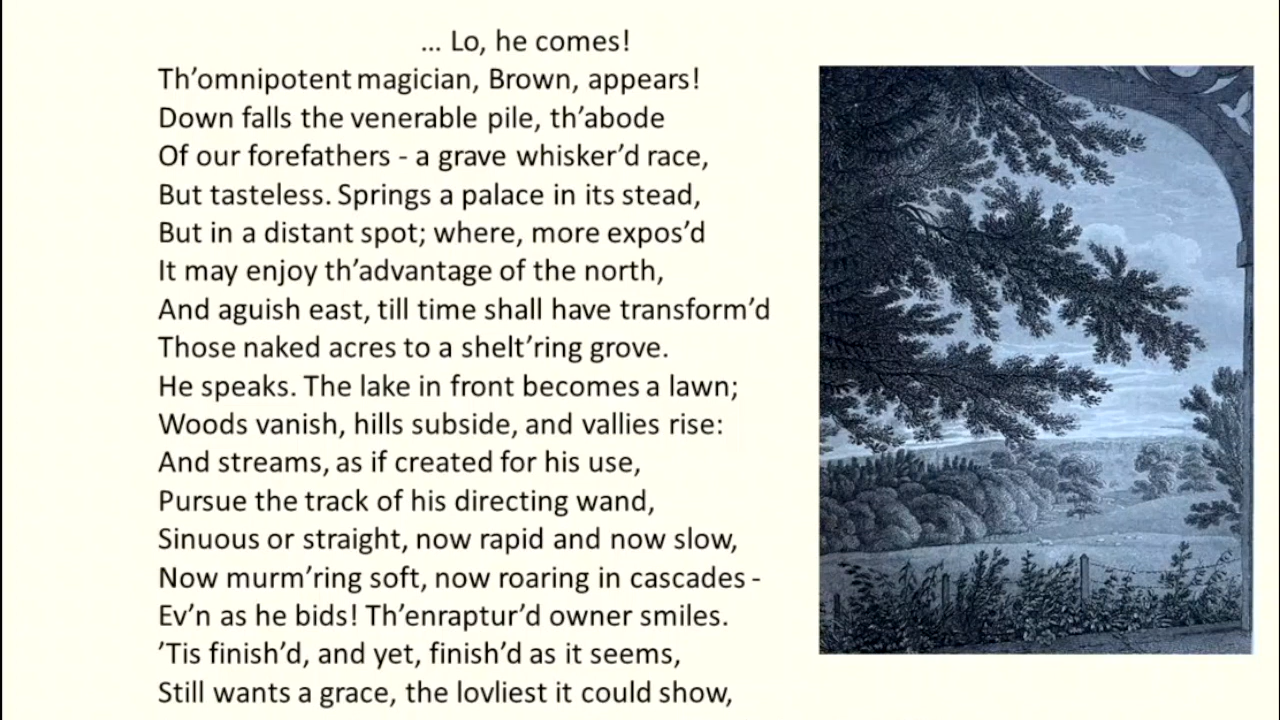 ... Lo, he comes!
Th’omnipotent magician, Brown, appears!
Down falls the venerable pile, th’abode
Of our forefathers - a grave whisker’d race,
But tasteless. Springs a palace in its stead,
But in a distant spot; where, more expos’d
It may enjoy th’advantage of the north,
And aguish east, till time shall have transform’d
Those naked acres to a shelt’ring grove.
He speaks. The lake in front becomes a lawn;
Woods vanish, hills subside, and vallies rise:
And streams, as if created for his use,
Pursue the track of his directing wand,
Sinuous or straight, now rapid and now slow,
Now murm’ring soft, now roaring in cascades -
Ev’n as he bids! Th’enraptur’d owner smiles.
’Tis finish’d, and yet, finish’d as it seems,
Still wants a grace, the lovliest it could show,